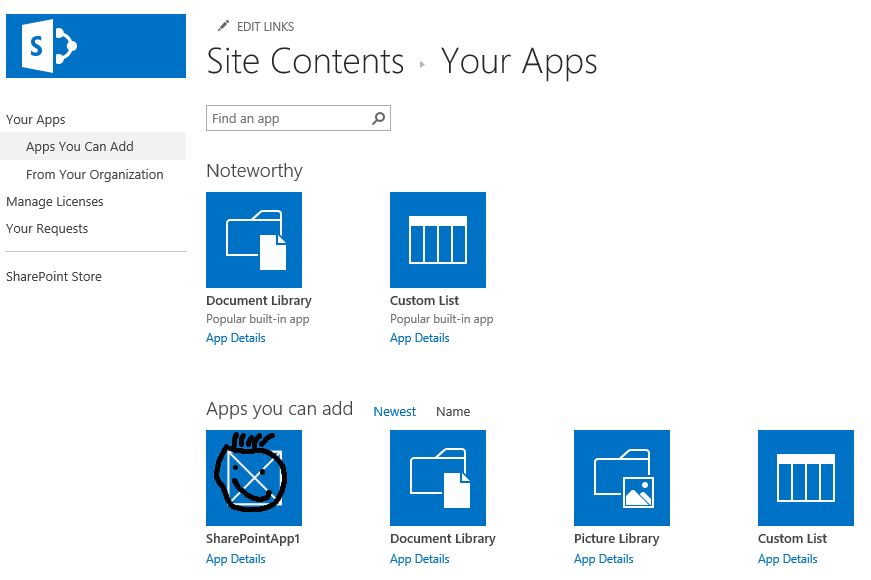 S
EDIT LINKS
Site Contents ▸ Your Apps
Your Apps
Apps You Can Add
From Your Organization
Manage Licenses
Your Requests
SharePoint Store
Find an app
Noteworthy
Document Library
Popular built-in app
App Details
Custom List
Popular built-in app
App Details
Apps you can add Newest Name
SharePointApp1
App Details
Document Library
App Details
Picture Library
App Details
Custom List
App Details